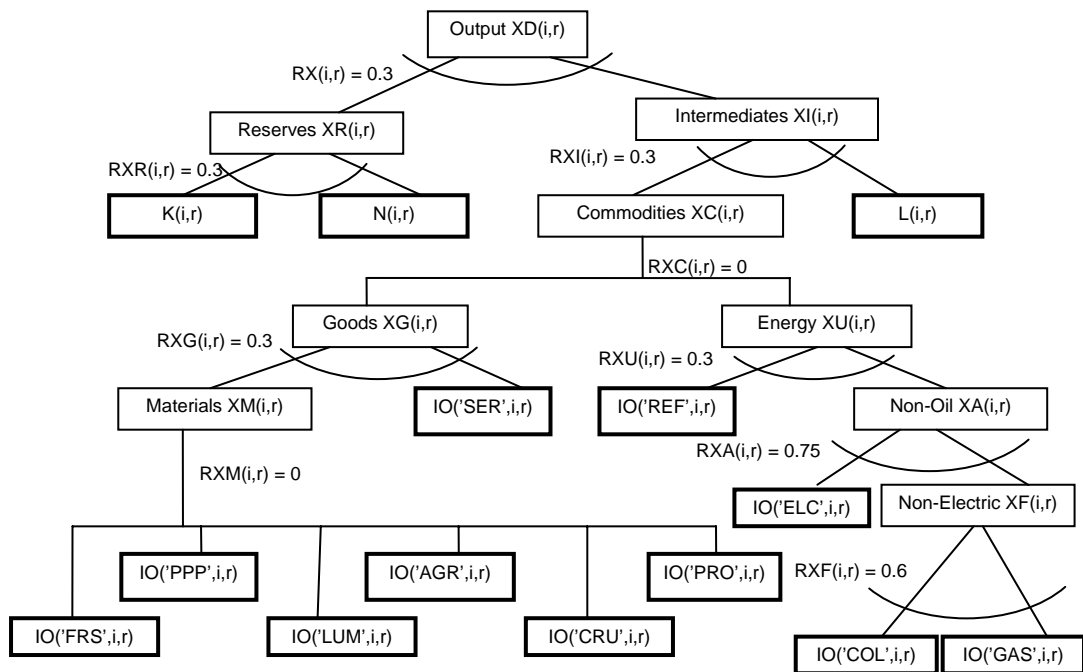 Output XD(i,r)
RX(i,r) = 0.3
Reserves XR(i,r)
Intermediates XI(i,r)
RXR(i,r) = 0.3
RXI(i,r) = 0.3
K(i,r)
N(i,r)
Commodities XC(i,r)
L(i,r)
RXC(i,r) = 0
Goods XG(i,r)
Energy XU(i,r)
RXG(i,r) = 0.3
RXU(i,r) = 0.3
Materials XM(i,r)
IO('SER',i,r)
IO('REF',i,r)
Non-Oil XA(i,r)
RXM(i,r) = 0
RXA(i,r) = 0.75
IO('ELC',i,r)
Non-Electric XF(i,r)
IO('PPP',i,r)
IO('AGR',i,r)
IO('PRO',i,r)
RXF(i,r) = 0.6
IO('FRS',i,r)
IO('LUM',i,r)
IO('CRU',i,r)
IO('COL',i,r)
IO('GAS',i,r)